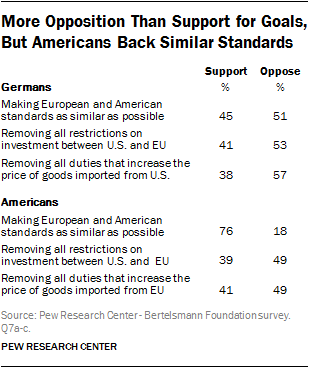 More Opposition Than Support for Goals,
But Americans Back Similar Standards
Support Oppose
Germans % %
Making European and American
standards as similar as possible 45 51
Removing all restrictions on
investment between U.S. and EU 41 53
Removing all duties that increase the
price of goods imported from U.S. 38 57
Americans
Making European and American
standards as similar as possible 76 18
Removing all restrictions on
investment between U.S. and EU 39 49
Removing all duties that increase the
price of goods imported from EU 41 49
Source: Pew Research Center - Bertelsmann Foundation survey.
Q7a-c.
PEW RESEARCH CENTER